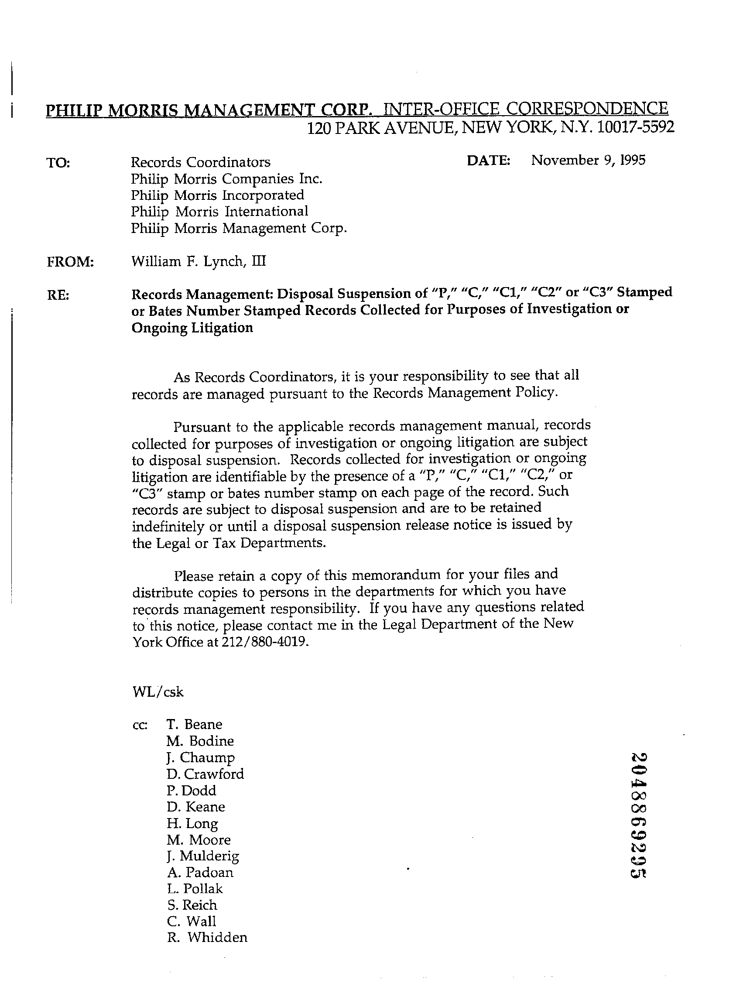 PHILIP MORRIS MANAGEMENT CORP. INTER-OFFICE CORRESPONDENCE
120 PARK AVENUE, NEW YORK, N.Y. 10017-5592
TO: Records Coordinators DATE: November 9, 1995
Philip Morris Companies Inc.
Philip Morris Incorporated
Philip Morris International
Philip Morris Management Corp.
FROM: William F. Lynch, III
RE: Records Management: Disposal Suspension of "P," "C," "C1," "C2" or "C3" Stamped
or Bates Number Stamped Records Collected for Purposes of Investigation or
Ongoing Litigation
As Records Coordinators, it is your responsibility to see that all
records are managed pursuant to the Records Management Policy.
Pursuant to the applicable records management manual, records
collected for purposes of investigation or ongoing litigation are subject
to disposal suspension. Records collected for investigation or ongoing
litigation are identifiable by the presence of a "P," "C," "C1," "C2," or
"C3" stamp or bates number stamp on each page of the record. Such
records are subject to disposal suspension and are to be retained
indefinitely or until a disposal suspension release notice is issued by
the Legal or Tax Departments.
Please retain a copy of this memorandum for your files and
distribute copies to persons in the departments for which you have
records management responsibility. If you have any questions related
to this notice, please contact me in the Legal Department of the New
York Office at 212/880-4019.
WL/csk
cc: T. Beane
M. Bodine
J. Chaump
D. Crawford
P. Dodd
D. Keane
H. Long
M. Moore
J. Mulderig
A. Padoan
L. Pollak
S. Reich
C. Wall
R. Whidden
2048869295